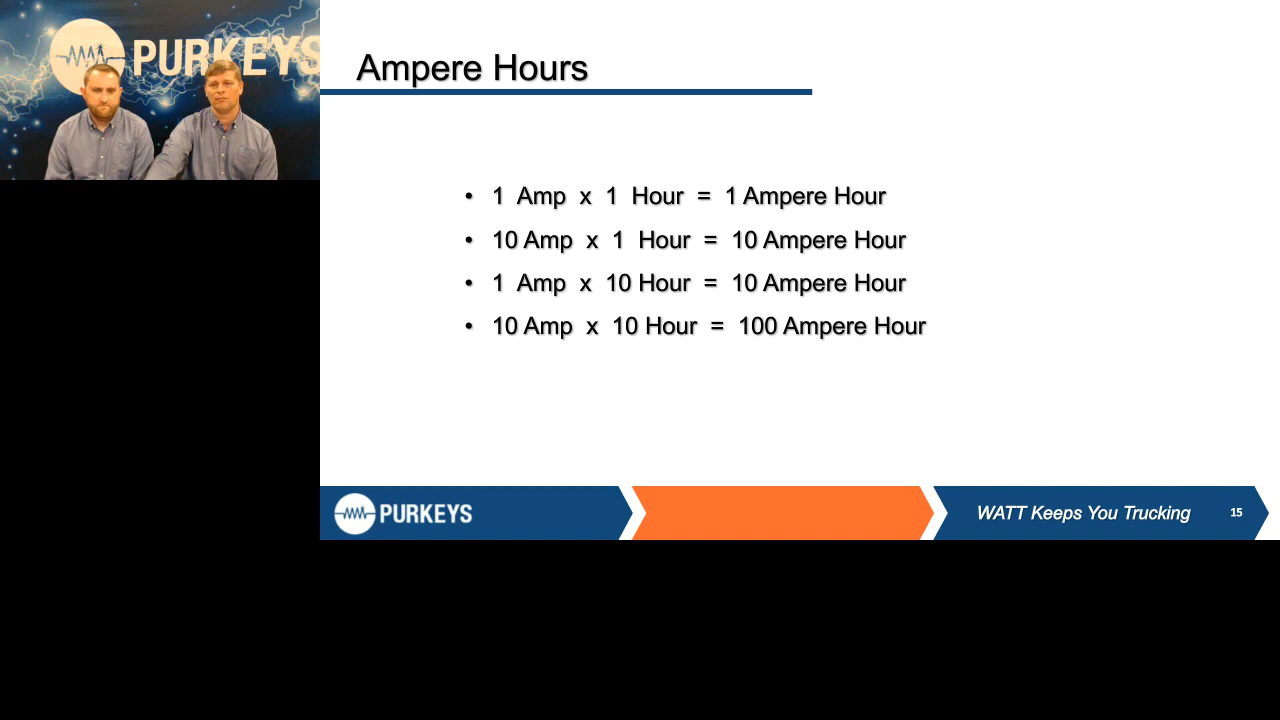 PURKEYS
Ampere Hours
• 1 Amp x 1 Hour = 1 Ampere Hour
• 10 Amp x 1 Hour = 10 Ampere Hour
• 1 Amp x 10 Hour = 10 Ampere Hour
• 10 Amp x 10 Hour = 100 Ampere Hour
PURKEYS
WATT Keeps You Trucking
15